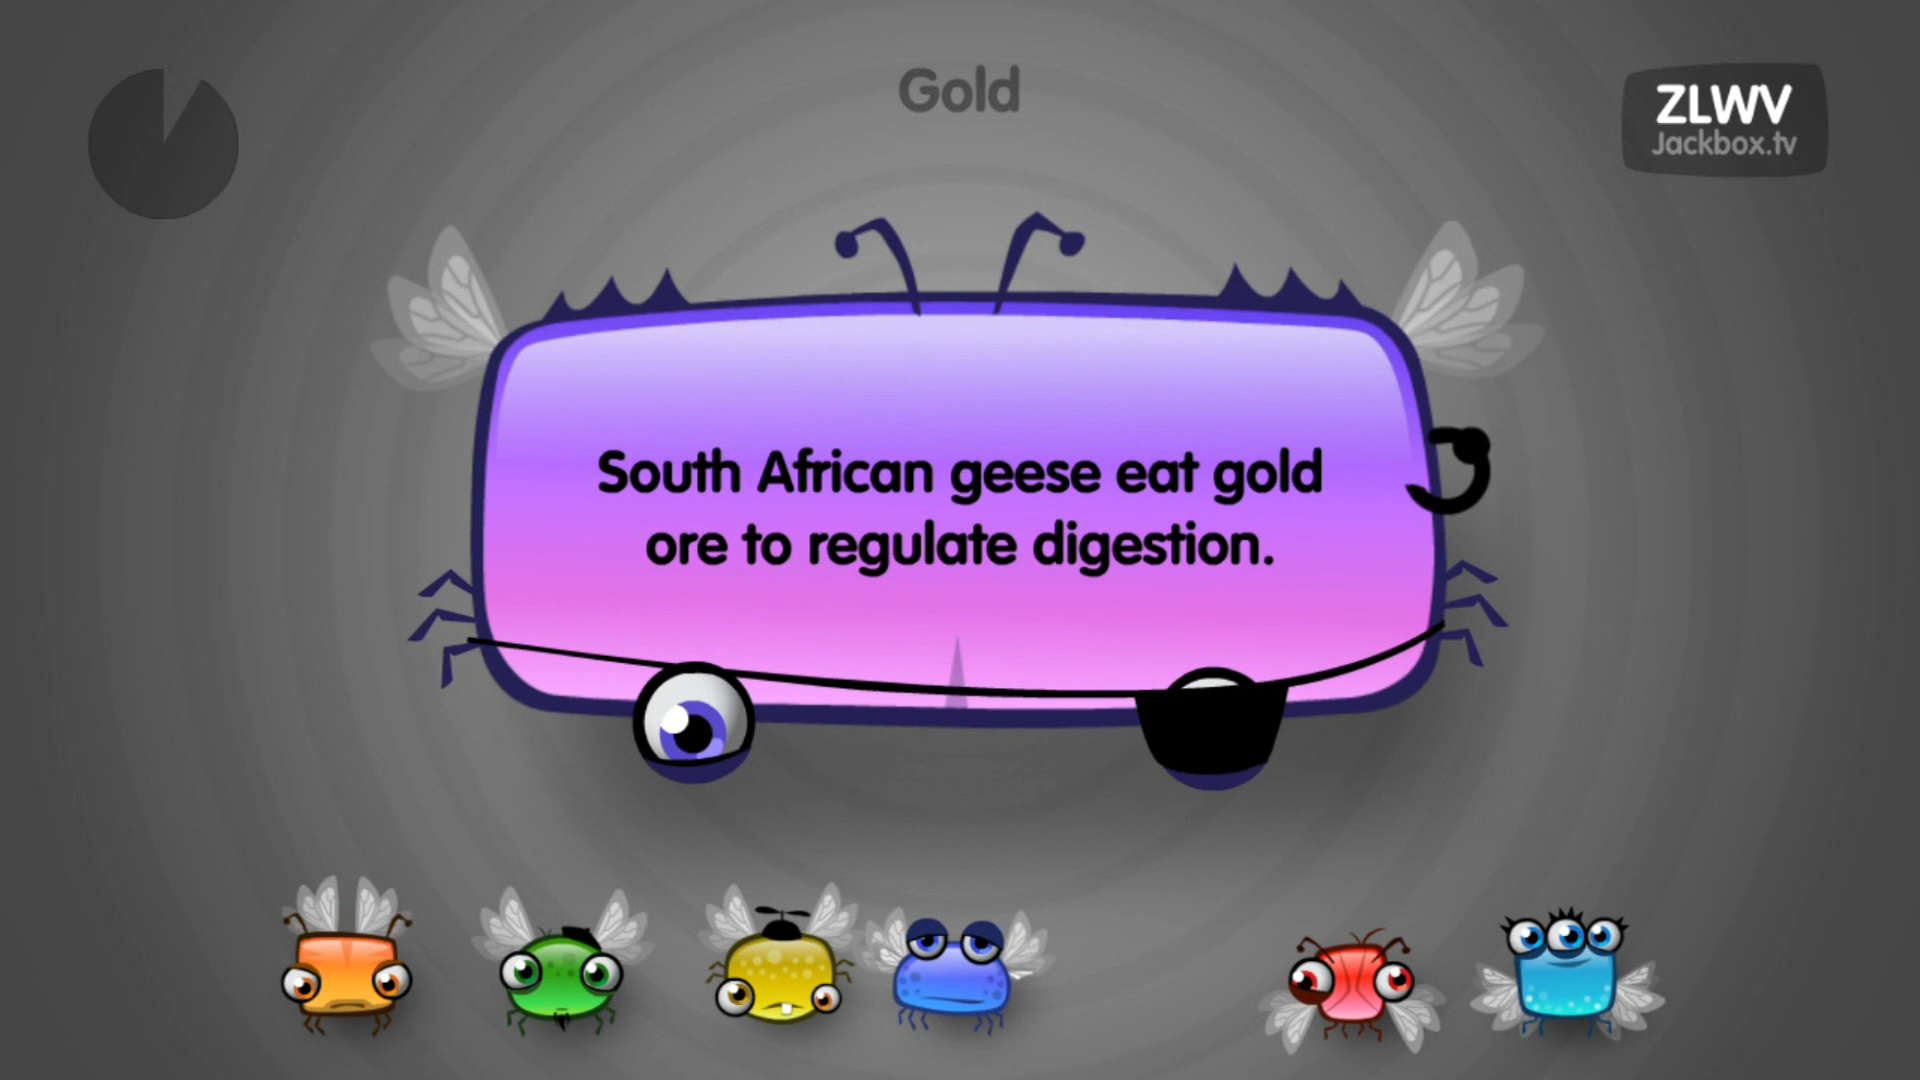 Gold
ZLWV
Jackbox.tv
South African geese eat gold
ore to regulate digestion.